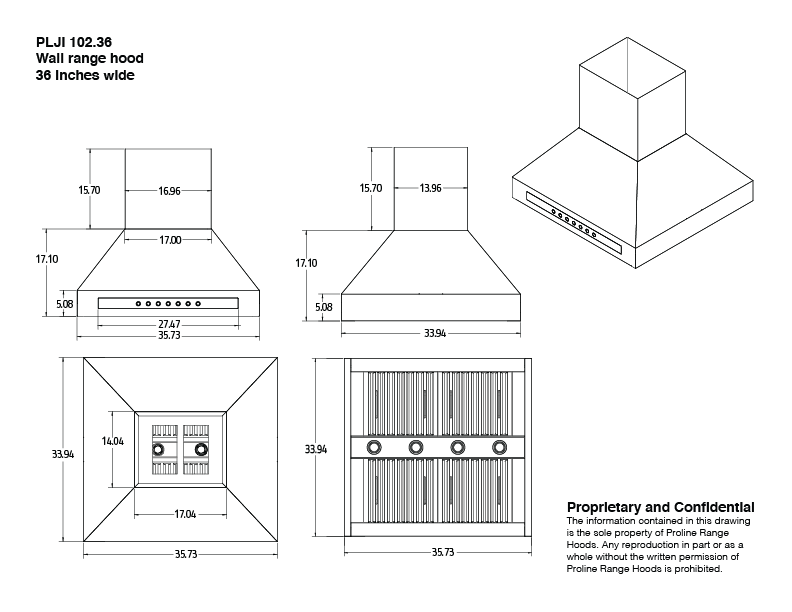 PLJI 102.36
Wall range hood
36 Inches wide
15.70
16.96
17.00
17.10
5.08
27.47
35.73
15.70
13.96
17.10
5.08
33.94
33.94
14.04
17.04
35.73
33.94
35.73
Proprietary and Confidential
The information contained in this drawing
is the sole property of Proline Range
Hoods. Any reproduction in part or as a
whole without the written permission of
Proline Range Hoods is prohibited.